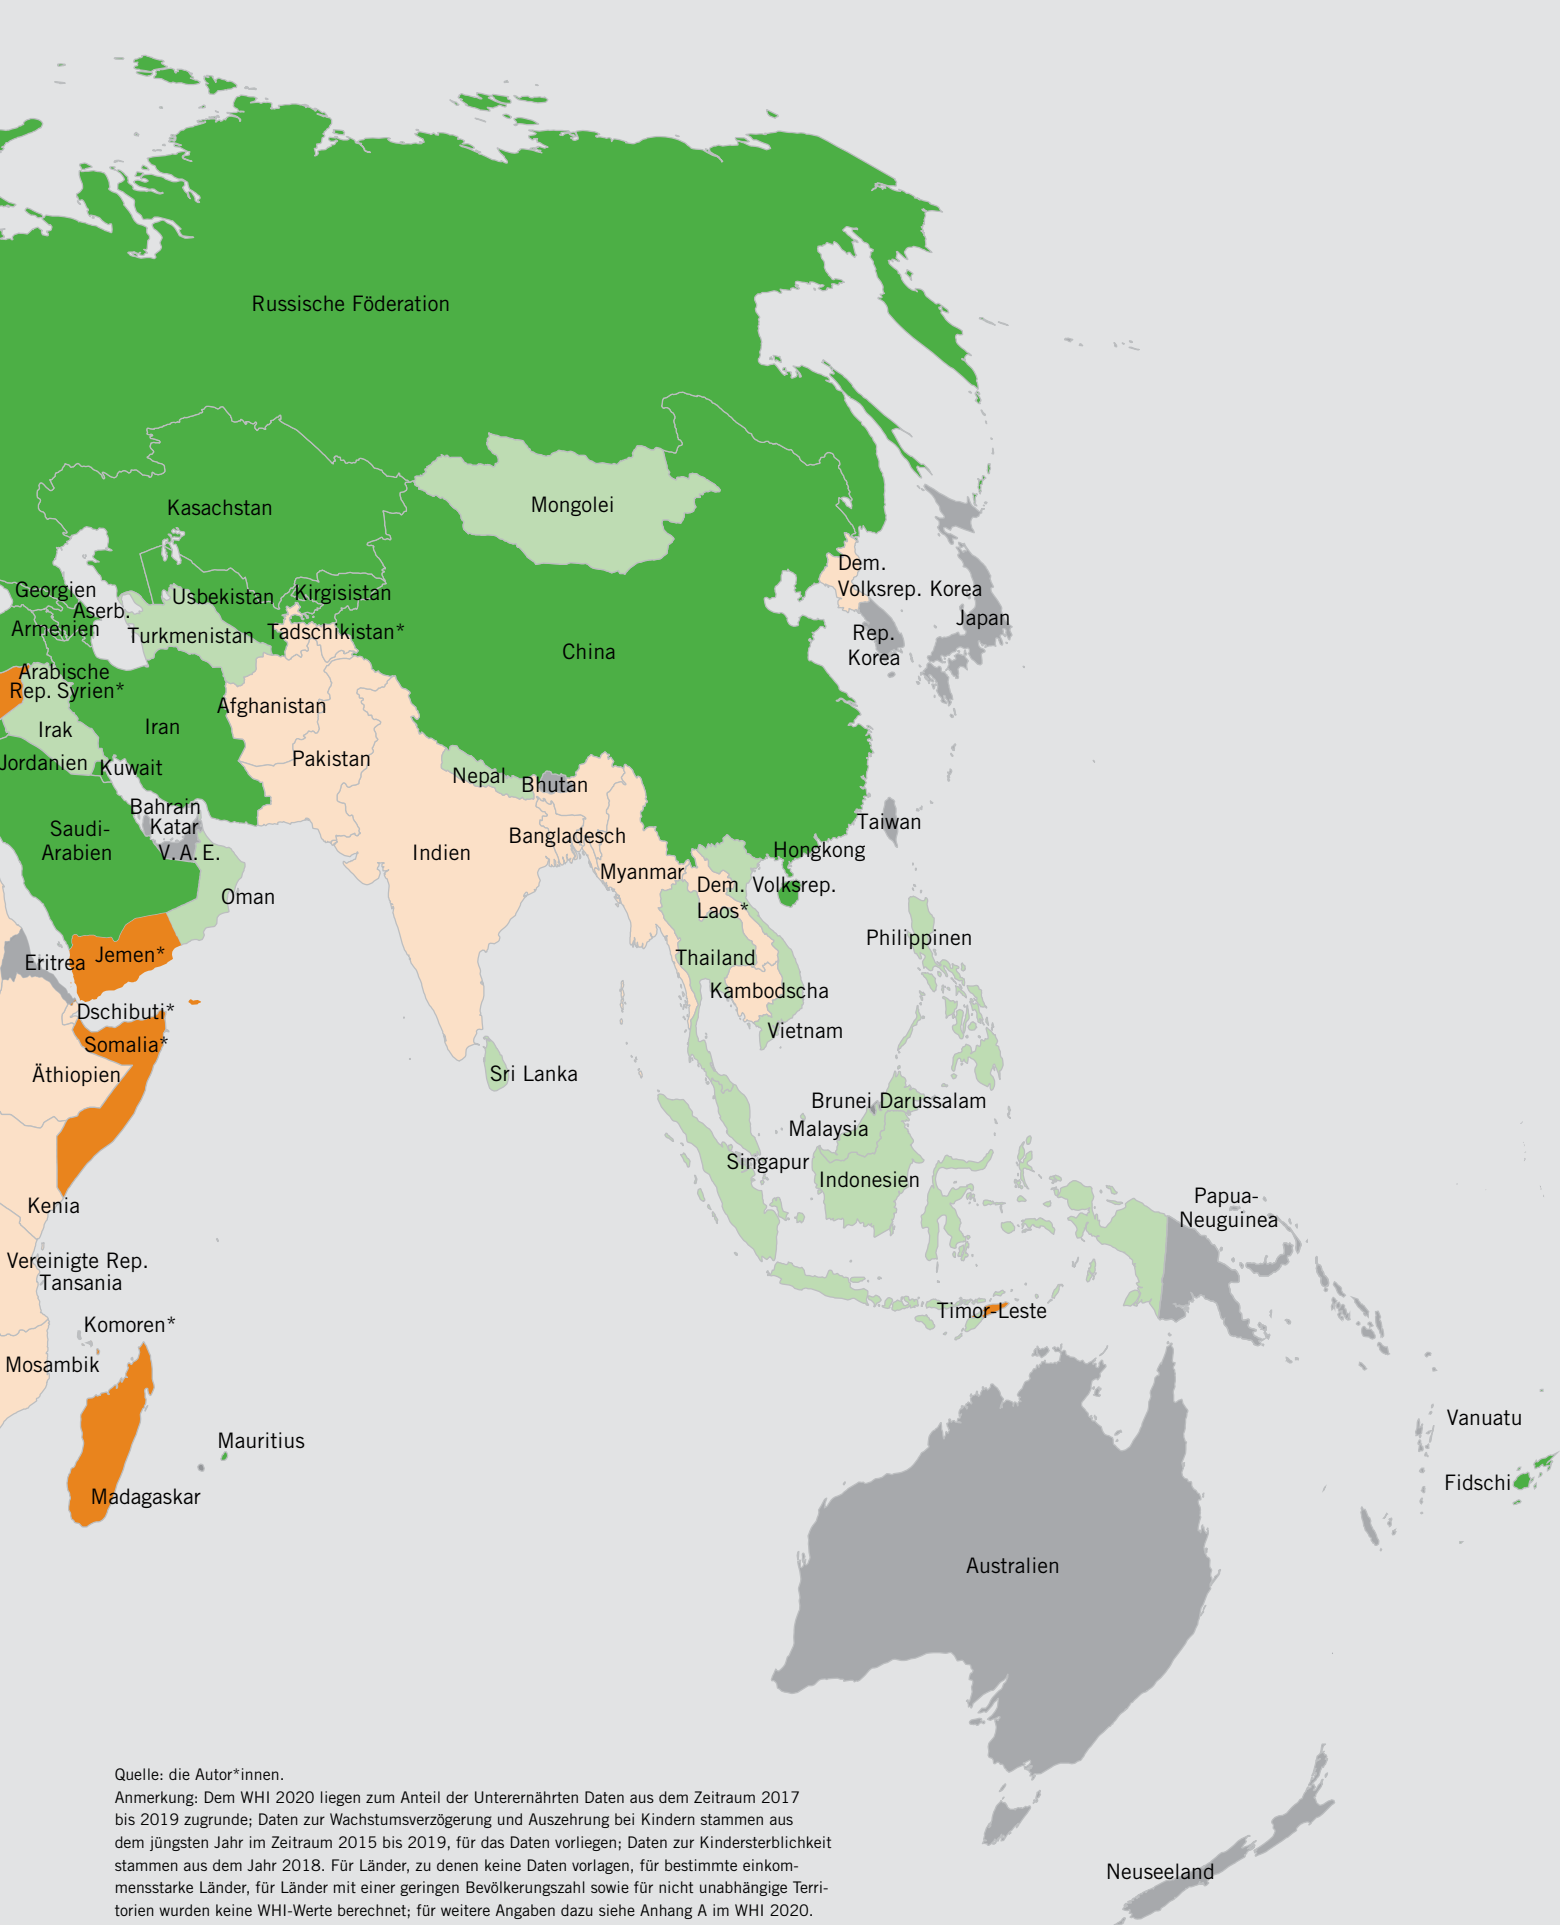 Russische Föderation
Kasachstan
Mongolei
Georgien
Aserb.
Armenien
Usbekistan
Kirgisistan
Turkmenistan
Tadschikistan*
China
Dem.
Volksrep. Korea
Japan
Rep.
Korea
Arabische
Rep. Syrien*
Irak
Iran
Afghanistan
Jordanien
Kuwait
Pakistan
Nepal
Bhutan
Bahrain
Katar
V. A. E.
Saudi-
Arabien
Indien
Bangladesch
Myanmar
Taiwan
Hongkong
Dem. Volksrep.
Laos*
Oman
Philippinen
Thailand
Eritrea
Jemen*
Kambodscha
Dschibuti*
Vietnam
Somalia*
Äthiopien
Sri Lanka
Brunei Darussalam
Malaysia
Singapur
Indonesien
Papua-
Neuguinea
Kenia
Vereinigte Rep.
Tansania
Timor-Leste
Komoren*
Mosambik
Mauritius
Madagaskar
Vanuatu
Fidschi
Australien
Neuseeland
Quelle: die Autor*innen.
Anmerkung: Dem WHI 2020 liegen zum Anteil der Unterernährten Daten aus dem Zeitraum 2017
bis 2019 zugrunde; Daten zur Wachstumsverzögerung und Auszehrung bei Kindern stammen aus
dem jüngsten Jahr im Zeitraum 2015 bis 2019, für das Daten vorliegen; Daten zur Kindersterblichkeit
stammen aus dem Jahr 2018. Für Länder, zu denen keine Daten vorlagen, für bestimmte einkom-
mensstarke Länder, für Länder mit einer geringen Bevölkerungszahl sowie für nicht unabhängige Terri-
torien wurden keine WHI-Werte berechnet; für weitere Angaben dazu siehe Anhang A im WHI 2020.